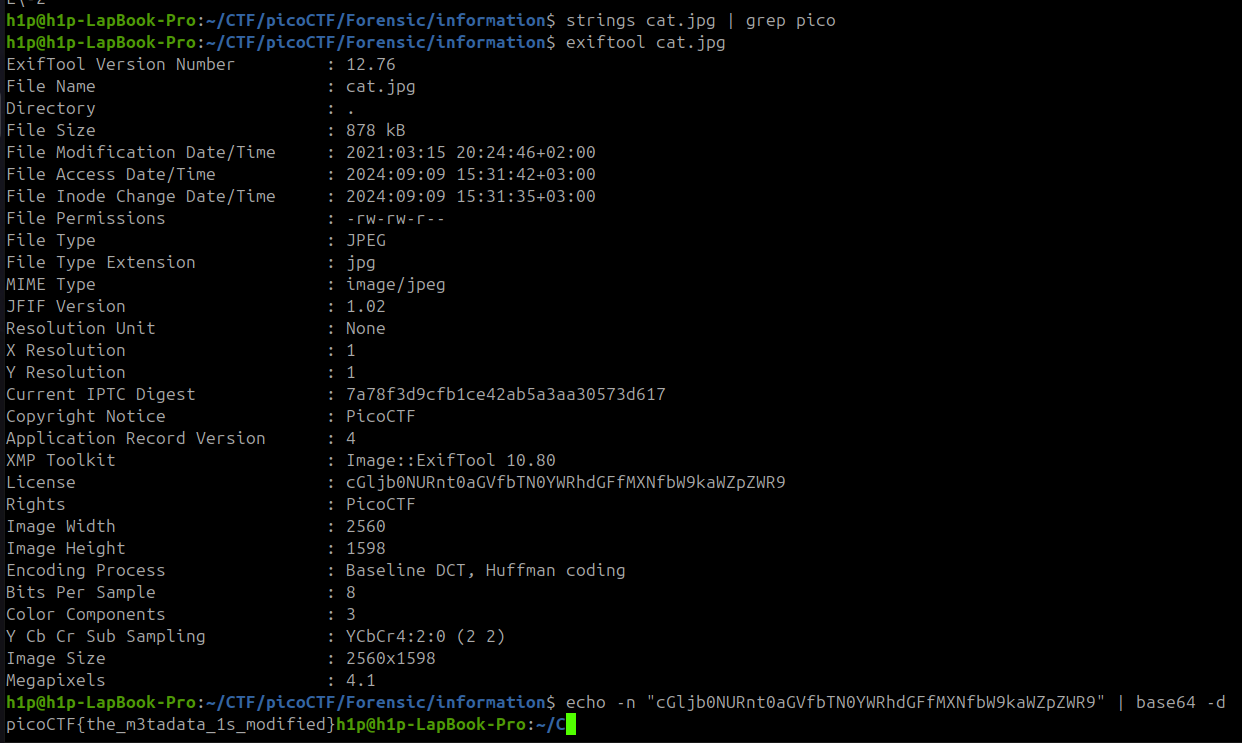 h1p@h1p-LapBook-Pro:~/CTF/picoCTF/Forensic/information$ strings cat.jpg | grep pico
h1p@h1p-LapBook-Pro:~/CTF/picoCTF/Forensic/information$ exiftool cat.jpg
ExifTool Version Number         : 12.76
File Name                       : cat.jpg
Directory                       : .
File Size                       : 878 kB
File Modification Date/Time     : 2021:03:15 20:24:46+02:00
File Access Date/Time           : 2024:09:09 15:31:42+03:00
File Inode Change Date/Time     : 2024:09:09 15:31:35+03:00
File Permissions                : -rw-rw-r--
File Type                       : JPEG
File Type Extension             : jpg
MIME Type                       : image/jpeg
JFIF Version                    : 1.02
Resolution Unit                 : None
X Resolution                    : 1
Y Resolution                    : 1
Current IPTC Digest             : 7a78f3d9cfb1ce42ab5a3aa30573d617
Copyright Notice                : PicoCTF
Application Record Version      : 4
XMP Toolkit                     : Image::ExifTool 10.80
License                         : cGljb0NURnt0aGVfbTN0YWRhdGFfMXNfbW9kaWZpZWR9
Rights                          : PicoCTF
Image Width                     : 2560
Image Height                    : 1598
Encoding Process                : Baseline DCT, Huffman coding
Bits Per Sample                 : 8
Color Components                : 3
Y Cb Cr Sub Sampling            : YCbCr4:2:0 (2 2)
Image Size                      : 2560x1598
Megapixels                      : 4.1
h1p@h1p-LapBook-Pro:~/CTF/picoCTF/Forensic/information$ echo -n "cGljb0NURnt0aGVfbTN0YWRhdGFfMXNfbW9kaWZpZWR9" | base64 -d
picoCTF{the_m3tadata_1s_modified}h1p@h1p-LapBook-Pro:~/C